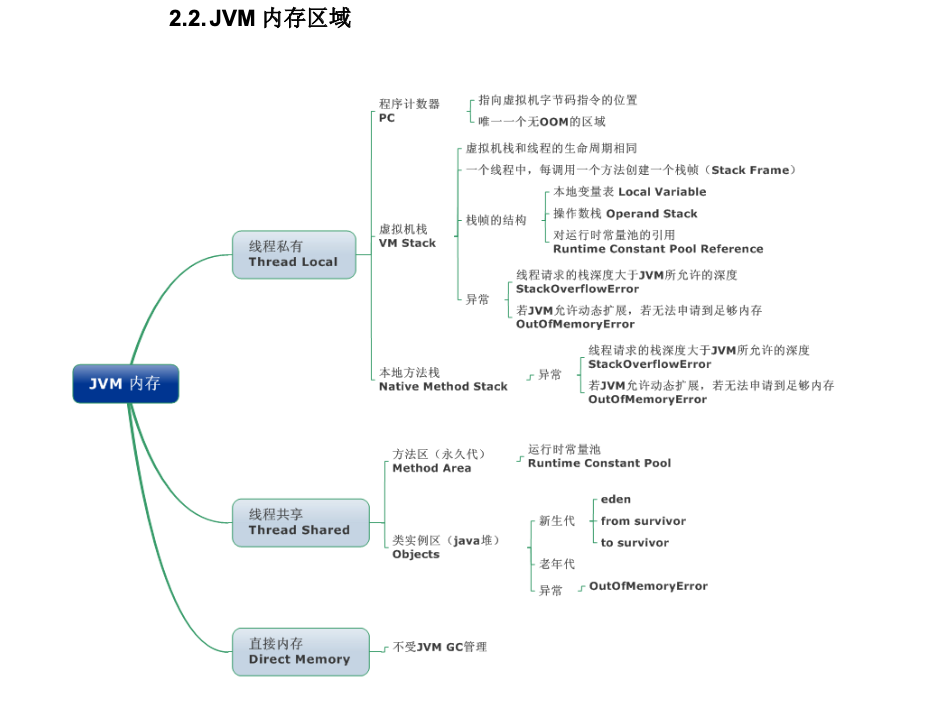 2.2. JVM 内存区域
程序计数器
PC
指向虚拟机字节码指令的位置
唯一一个无OOM的区域
虚拟机栈和线程的生命周期相同
一个线程中，每调用一个方法创建一个栈帧（Stack Frame）
虚拟机栈
VM Stack
栈帧的结构
本地变量表 Local Variable
操作数栈 Operand Stack
对运行时常量池的引用
Runtime Constant Pool Reference
线程私有
Thread Local
异常
线程请求的栈深度大于JVM所允许的深度
StackOverflowError
若JVM允许动态扩展，若无法申请到足够内存
OutOfMemoryError
本地方法栈
Native Method Stack
异常
线程请求的栈深度大于JVM所允许的深度
StackOverflowError
若JVM允许动态扩展，若无法申请到足够内存
OutOfMemoryError
JVM 内存
方法区（永久代）
Method Area
运行时常量池
Runtime Constant Pool
线程共享
Thread Shared
类实例区（java堆）
Objects
新生代
eden
from survivor
to survivor
老年代
异常
OutOfMemoryError
直接内存
Direct Memory
不受JVM GC管理